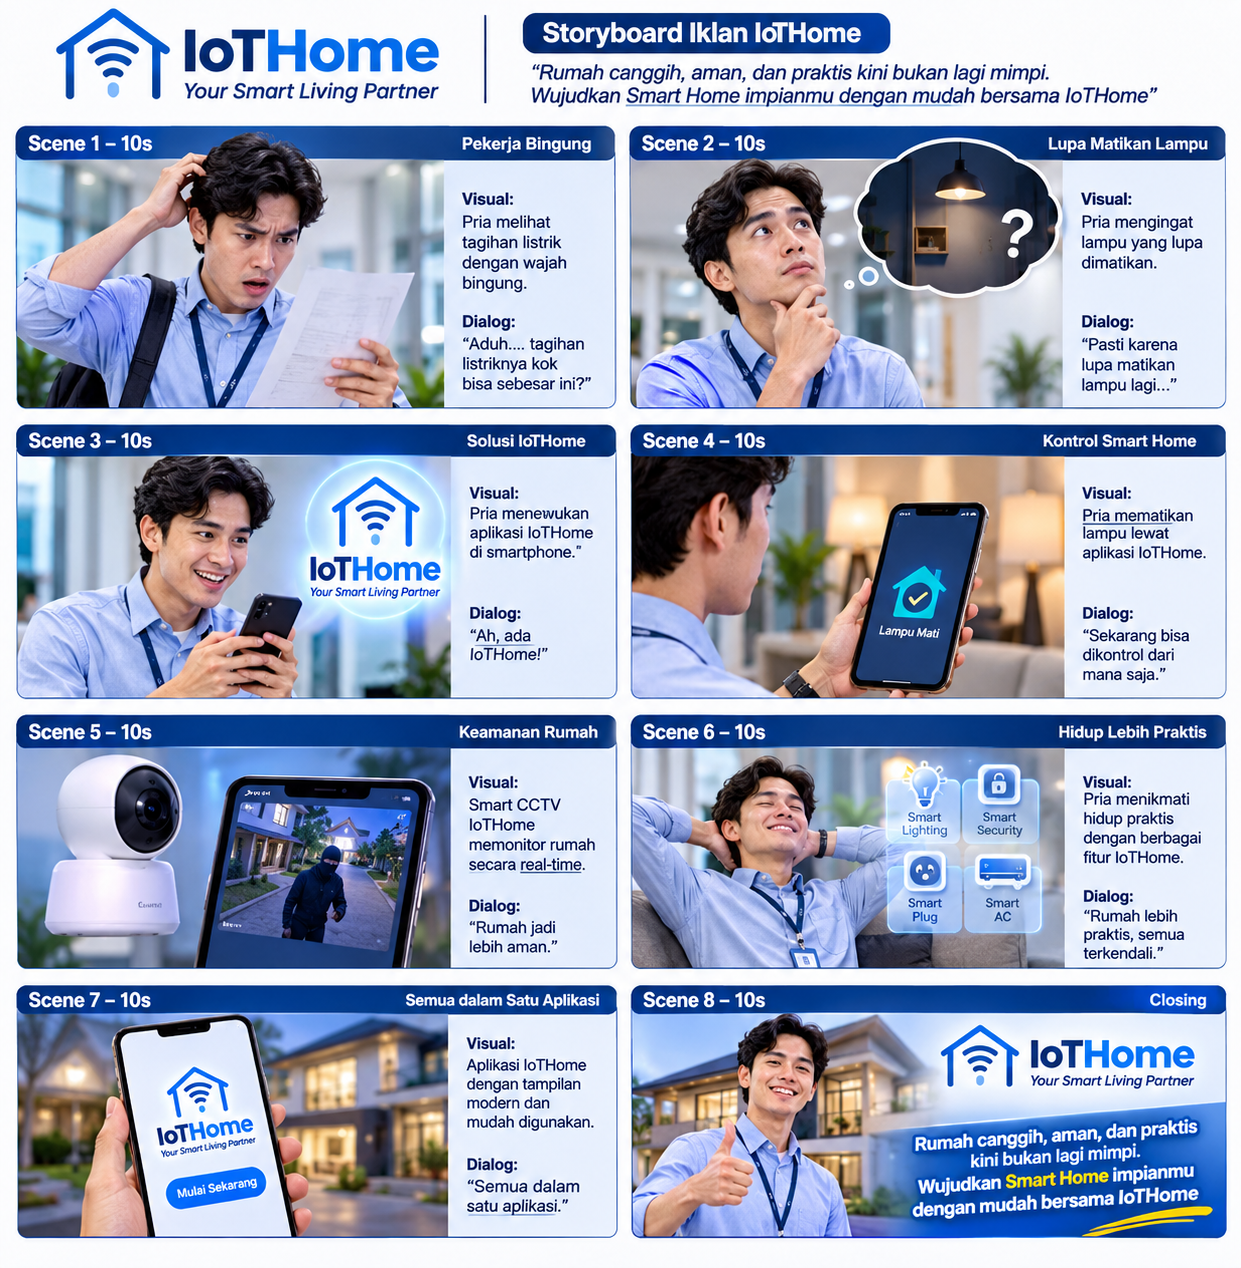 IoTHome
Your Smart Living Partner
Storyboard Iklan IoTHome
“Rumah canggih, aman, dan praktis kini bukan lagi mimpi.
Wujudkan Smart Home impianmu dengan mudah bersama IoTHome”
Scene 1 – 10s
Pekerja Bingung
Visual:
Pria melihat
tagihan listrik
dengan wajah
bingung.
Dialog:
“Aduh.... tagihan
listriknya kok
bisa sebesar ini?”
Scene 2 – 10s
Lupa Matikan Lampu
?
Visual:
Pria mengingat
lampu yang lupa
dimatikan.
Dialog:
“Pasti karena
lupa matikan
lampu lagi...”
Scene 3 – 10s
Solusi IoTHome
IoTHome
Your Smart Living Partner
Visual:
Pria menewukan
aplikasi IoTHome
di smartphone.”
Dialog:
“Ah, ada
IoTHome!”
Scene 4 – 10s
Kontrol Smart Home
Lampu Mati
Visual:
Pria mematikan
lampu lewat
aplikasi IoTHome.
Dialog:
“Sekarang bisa
dikontrol dari
mana saja.”
Scene 5 – 10s
Keamanan Rumah
Visual:
Smart CCTV
IoTHome
memonitor rumah
secara real-time.
Dialog:
“Rumah jadi
lebih aman.”
Scene 6 – 10s
Hidup Lebih Praktis
Smart
Lighting
Smart
Security
Smart
Plug
Smart
AC
Visual:
Pria menikmati
hidup praktis
dengan berbagai
fitur IoTHome.
Dialog:
“Rumah lebih
praktis, semua
terkendali.”
Scene 7 – 10s
Semua dalam Satu Aplikasi
IoTHome
Your Smart Living Partner
Mulai Sekarang
Visual:
Aplikasi IoTHome
dengan tampilan
modern dan
mudah digunakan.
Dialog:
“Semua dalam
satu aplikasi.”
Scene 8 – 10s
Closing
IoTHome
Your Smart Living Partner
Rumah canggih, aman, dan praktis
kini bukan lagi mimpi.
Wujudkan Smart Home impianmu
dengan mudah bersama IoTHome